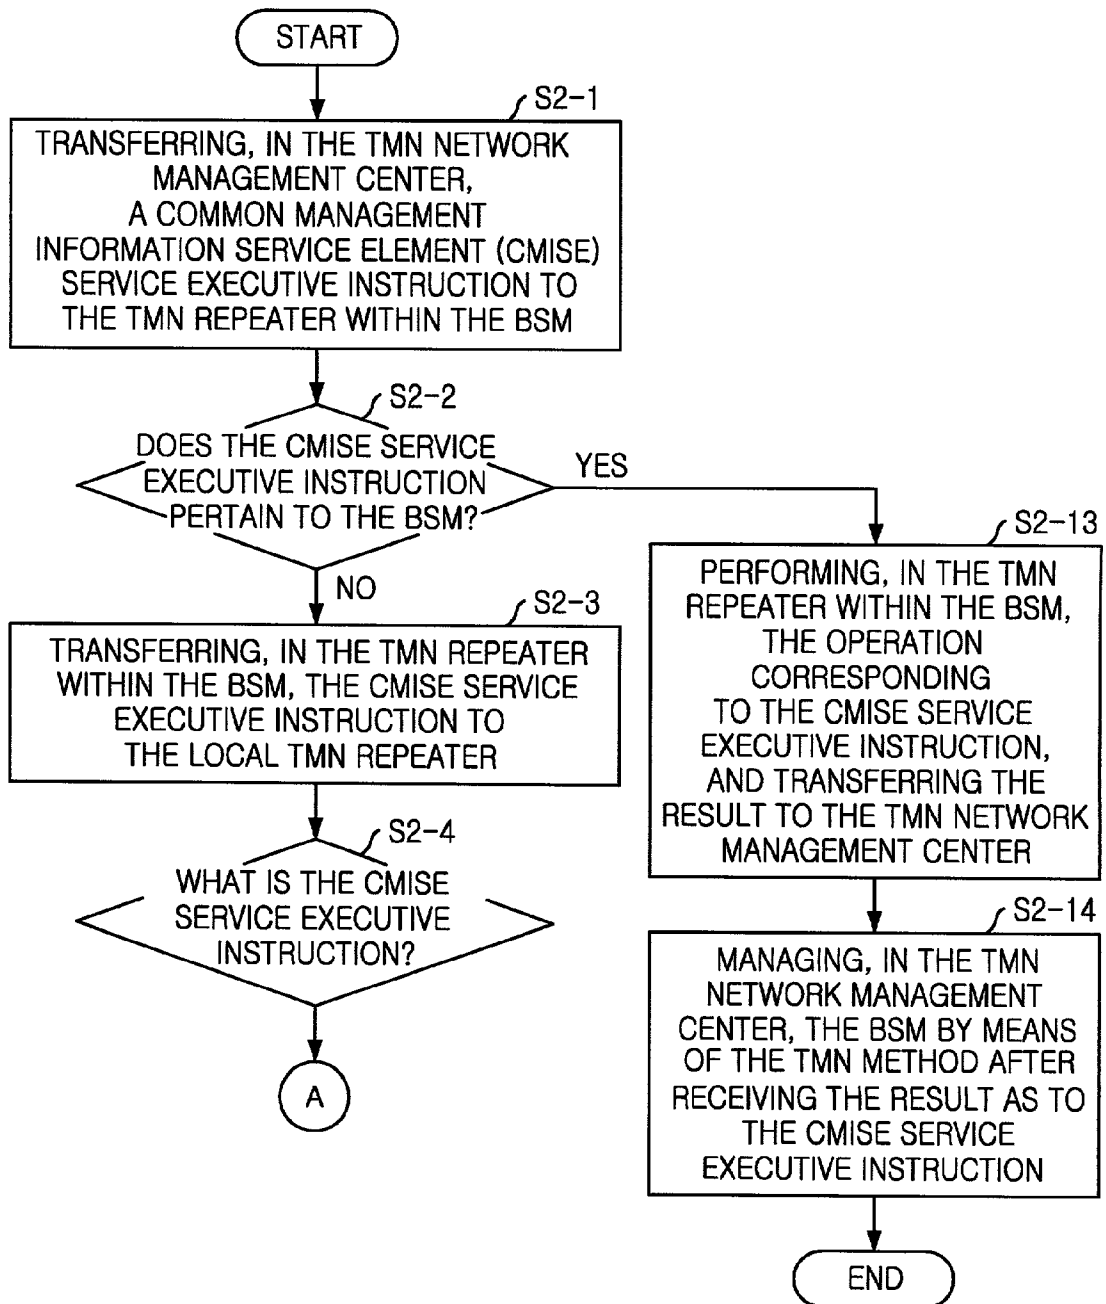 START
S2-1
TRANSFERRING, IN THE TMN NETWORK
MANAGEMENT CENTER,
A COMMON MANAGEMENT
INFORMATION SERVICE ELEMENT (CMISE)
SERVICE EXECUTIVE INSTRUCTION TO
THE TMN REPEATER WITHIN THE BSM
S2-2
DOES THE CMISE SERVICE
EXECUTIVE INSTRUCTION
PERTAIN TO THE BSM?
YES
NO
S2-3
TRANSFERRING, IN THE TMN REPEATER
WITHIN THE BSM, THE CMISE SERVICE
EXECUTIVE INSTRUCTION TO
THE LOCAL TMN REPEATER
S2-4
WHAT IS THE CMISE
SERVICE EXECUTIVE
INSTRUCTION?
A
S2-13
PERFORMING, IN THE TMN
REPEATER WITHIN THE BSM,
THE OPERATION
CORRESPONDING
TO THE CMISE SERVICE
EXECUTIVE INSTRUCTION,
AND TRANSFERRING THE
RESULT TO THE TMN NETWORK
MANAGEMENT CENTER
S2-14
MANAGING, IN THE TMN
NETWORK MANAGEMENT
CENTER, THE BSM BY MEANS
OF THE TMN METHOD AFTER
RECEIVING THE RESULT AS TO
THE CMISE SERVICE
EXECUTIVE INSTRUCTION
END